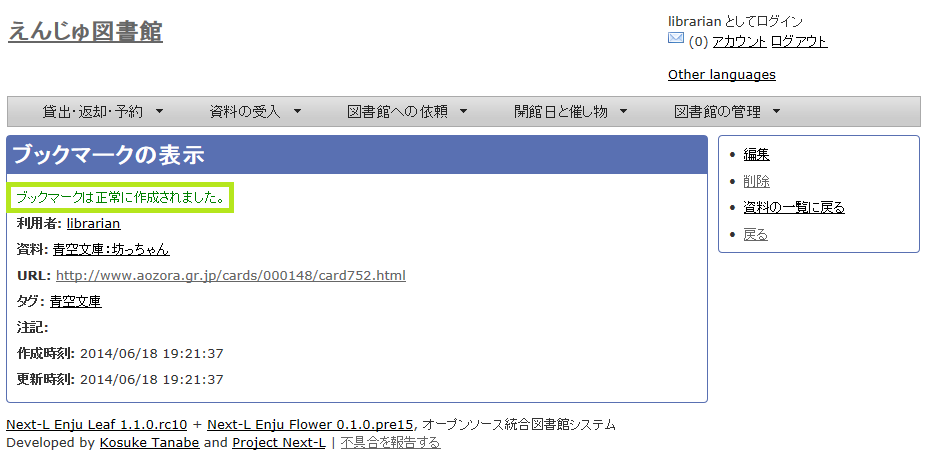 えんじゅ図書館
librarian としてログイン
(0) アカウント ログアウト
Other languages
貸出・返却・予約 資料の受入 図書館への依頼 開館日と催し物 図書館の管理
ブックマークの表示
ブックマークは正常に作成されました。
利用者: librarian
資料: 青空文庫：坊っちゃん
URL: http://www.aozora.gr.jp/cards/000148/card752.html
タグ: 青空文庫
注記:
作成時刻: 2014/06/18 19:21:37
更新時刻: 2014/06/18 19:21:37
編集
削除
資料の一覧に戻る
戻る
Next-L Enju Leaf 1.1.0.rc10 + Next-L Enju Flower 0.1.0.pre15, オープンソース統合図書館システム
Developed by Kosuke Tanabe and Project Next-L | 不具合を報告する